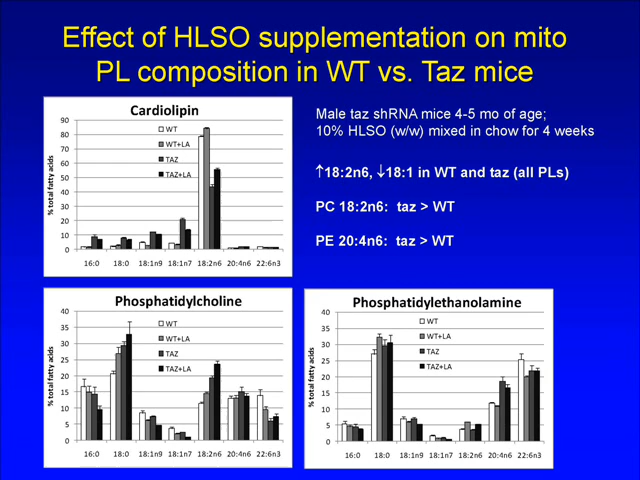 Effect of HLSO supplementation on mito
PL composition in WT vs. Taz mice
Cardiolipin
% total fatty acids
90
80
70
60
50
40
30
20
10
0
WT
WT+LA
TAZ
TAZ+LA
16:0 18:0 18:1n9 18:1n7 18:2n6 20:4n6 22:6n3
Male taz shRNA mice 4-5 mo of age;
10% HLSO (w/w) mixed in chow for 4 weeks
↑18:2n6, ↓18:1 in WT and taz (all PLs)
PC 18:2n6: taz > WT
PE 20:4n6: taz > WT
Phosphatidylcholine
% total fatty acids
40
35
30
25
20
15
10
5
0
WT
WT+LA
TAZ
TAZ+LA
16:0 18:0 18:1n9 18:1n7 18:2n6 20:4n6 22:6n3
Phosphatidylethanolamine
% total fatty acids
40
35
30
25
20
15
10
5
0
WT
WT+LA
TAZ
TAZ+LA
16:0 18:0 18:1n9 18:1n7 18:2n6 20:4n6 22:6n3